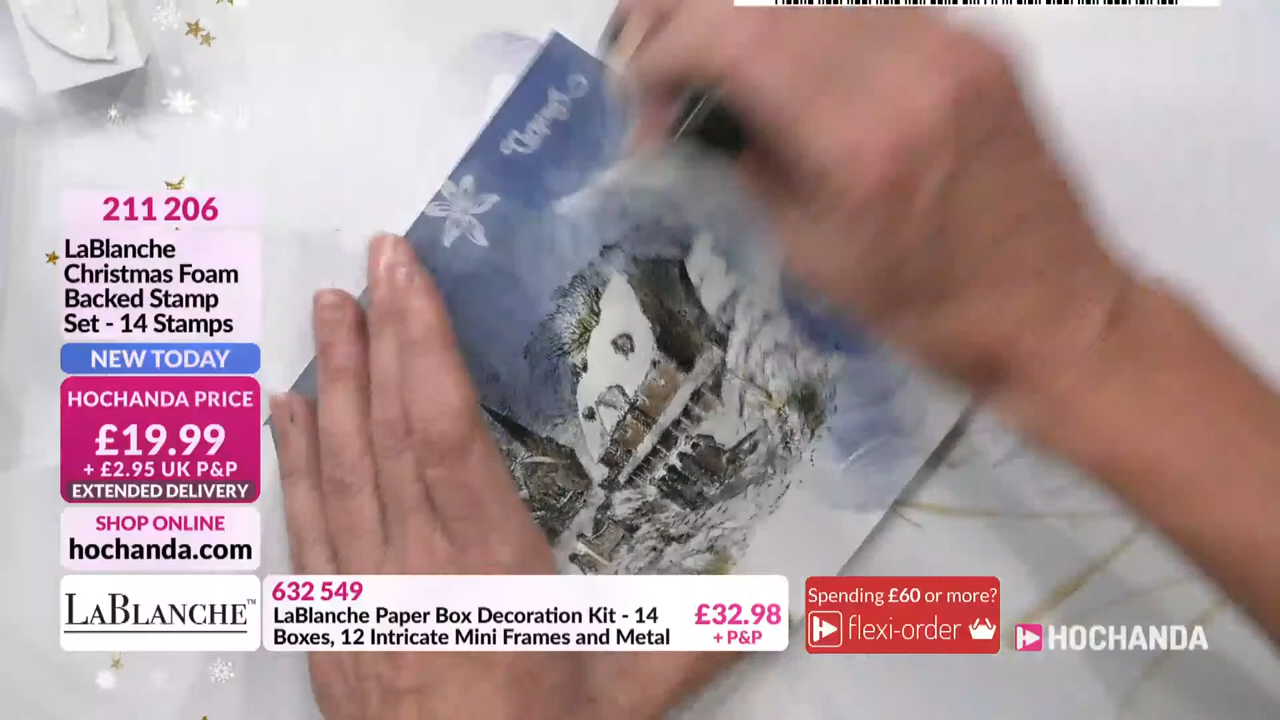 211 206
LaBlanche
Christmas Foam
Backed Stamp
Set - 14 Stamps
NEW TODAY
HOCHANDA PRICE
£19.99
+ £2.95 UK P&P
EXTENDED DELIVERY
SHOP ONLINE
hochanda.com
LABLANCHE™
632 549
LaBlanche Paper Box Decoration Kit - 14
Boxes, 12 Intricate Mini Frames and Metal
£32.98
+ P&P
Spending £60 or more?
flexi-order
HOCHANDA